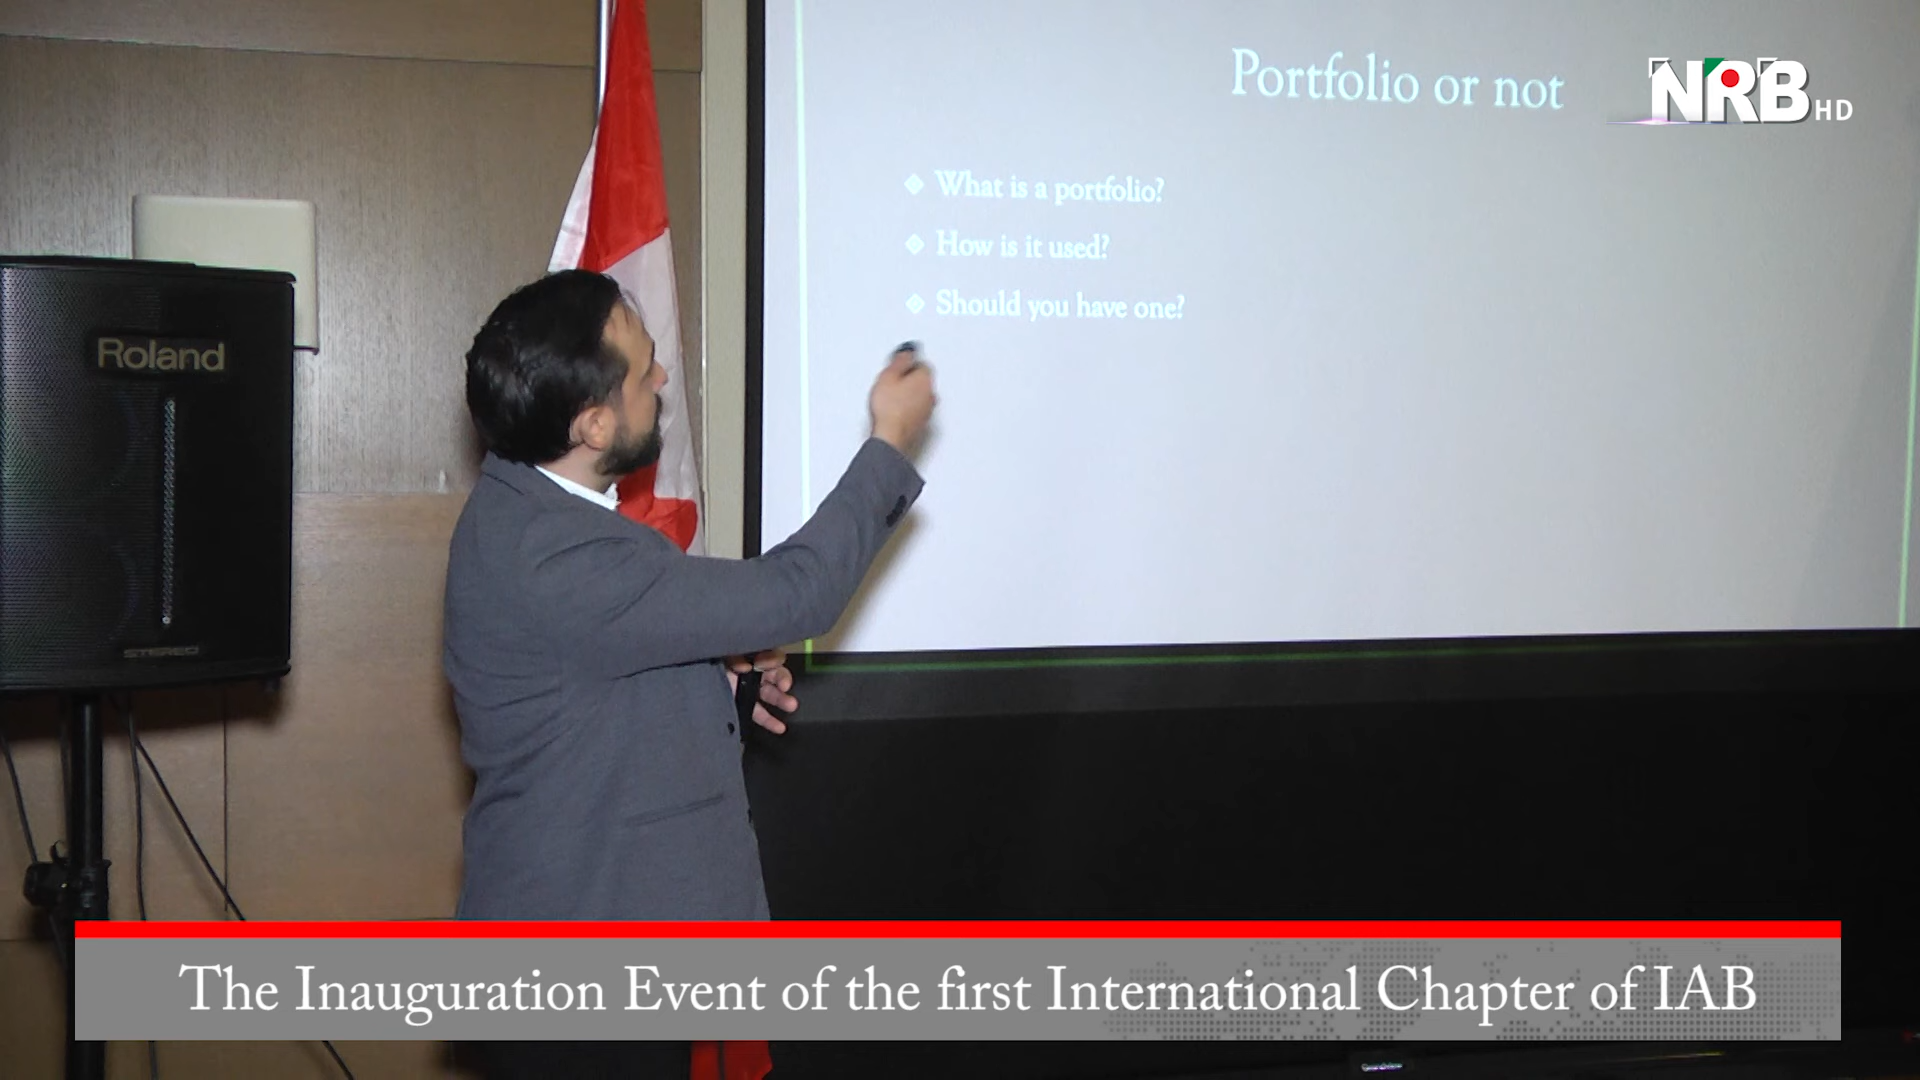 Portfolio or not
NRB HD
What is a portfolio?
How is it used?
Should you have one?
Roland
STEREO
The Inauguration Event of the first International Chapter of IAB